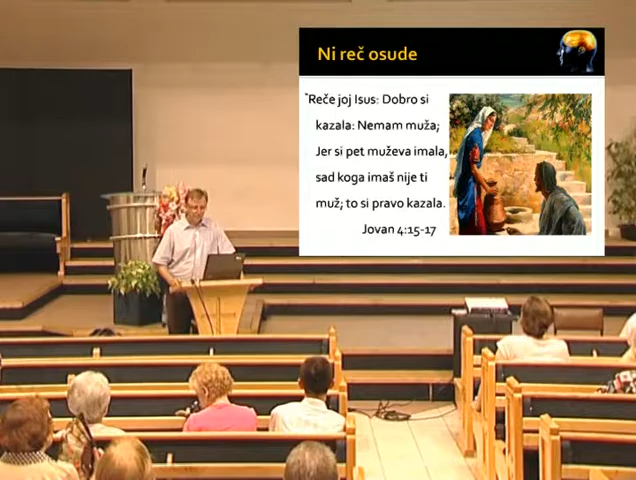 Ni reč osude
"Reče joj Isus: Dobro si
kazala: Nemam muža;
Jer si pet muževa imala,
sad koga imaš nije ti
muž; to si pravo kazala.
Jovan 4:15-17